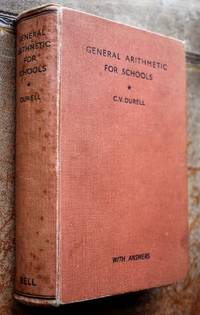 GENERAL
ARITHMETIC
FOR
SCHOOLS
DURELL
BELL
GENERAL ARITHMETIC
FOR SCHOOLS
C.V. DURELL
WITH ANSWERS